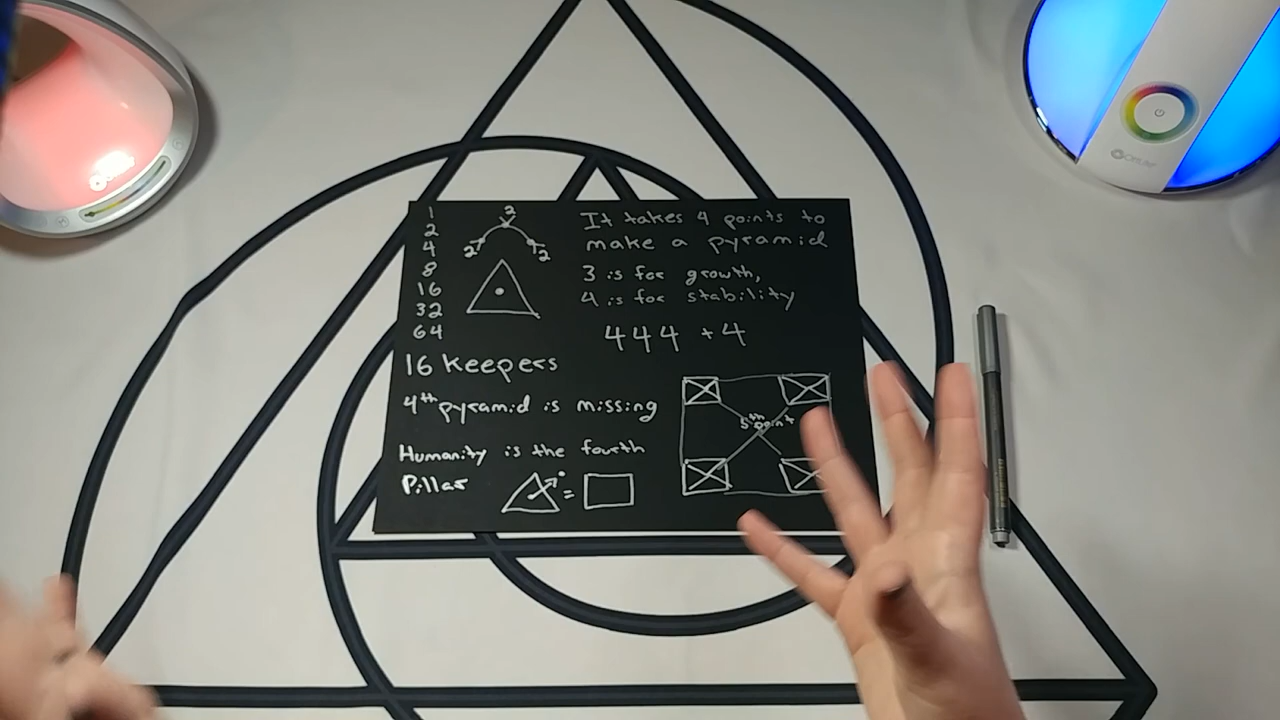 1
2
4
8
16
32
64
2
2
2
It takes 4 points to
make a pyramid
3 is for growth,
4 is for stability
444 +4
16 Keepers
4th pyramid is missing
Humanity is the fourth
Pillar
=
5th point